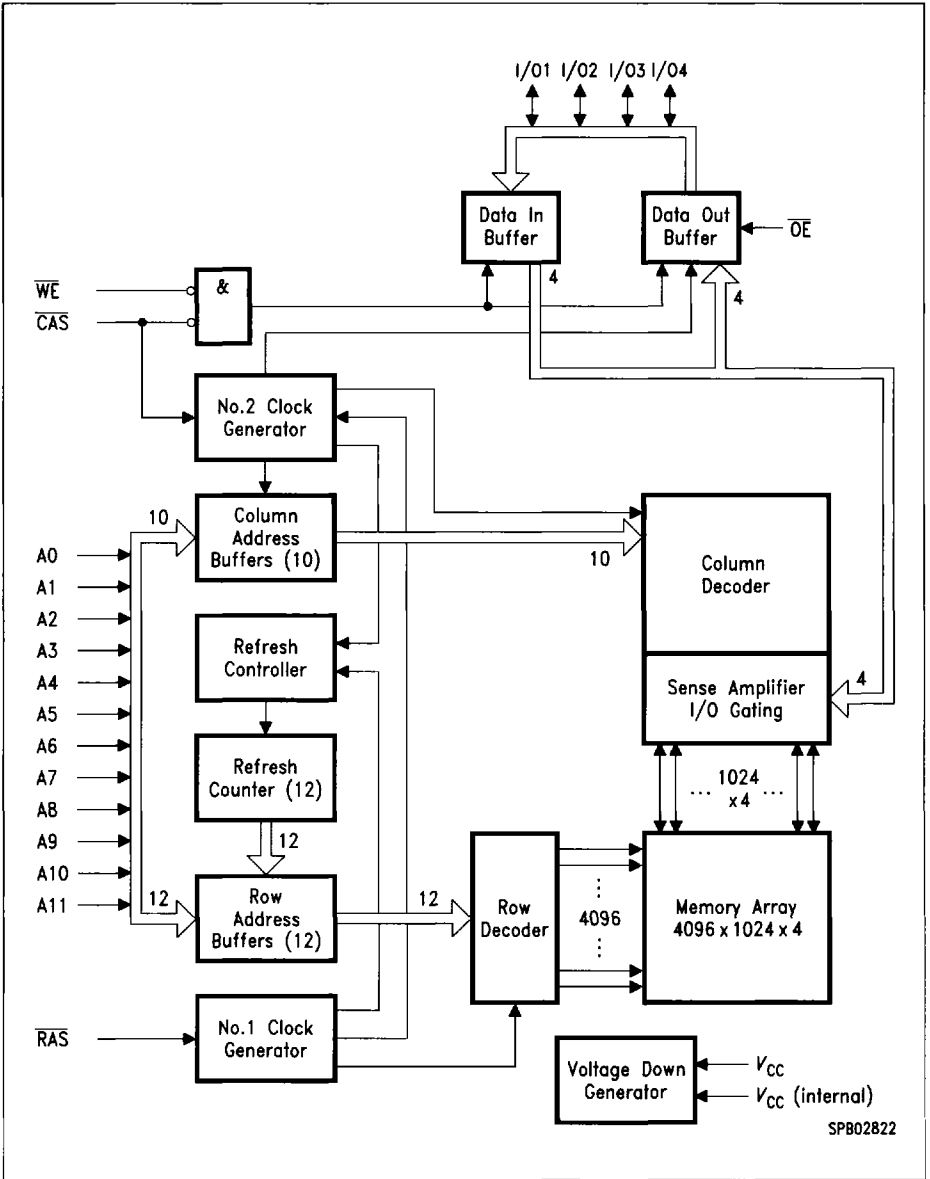 I/O1 I/O2 I/O3 I/O4
Data In
Buffer
Data Out
Buffer
OE
4
4
WE
CAS
&
No.2 Clock
Generator
10
Column
Address
Buffers (10)
10
Column
Decoder
A0
A1
A2
A3
A4
A5
A6
A7
A8
A9
A10
A11
Refresh
Controller
Sense Amplifier
I/O Gating
4
Refresh
Counter (12)
12
... 1024 ...
x4
12
Row
Address
Buffers (12)
12
Row
Decoder
...
4096
...
Memory Array
4096 x 1024 x 4
RAS
No.1 Clock
Generator
Voltage Down
Generator
VCC
VCC (internal)
SPB02822